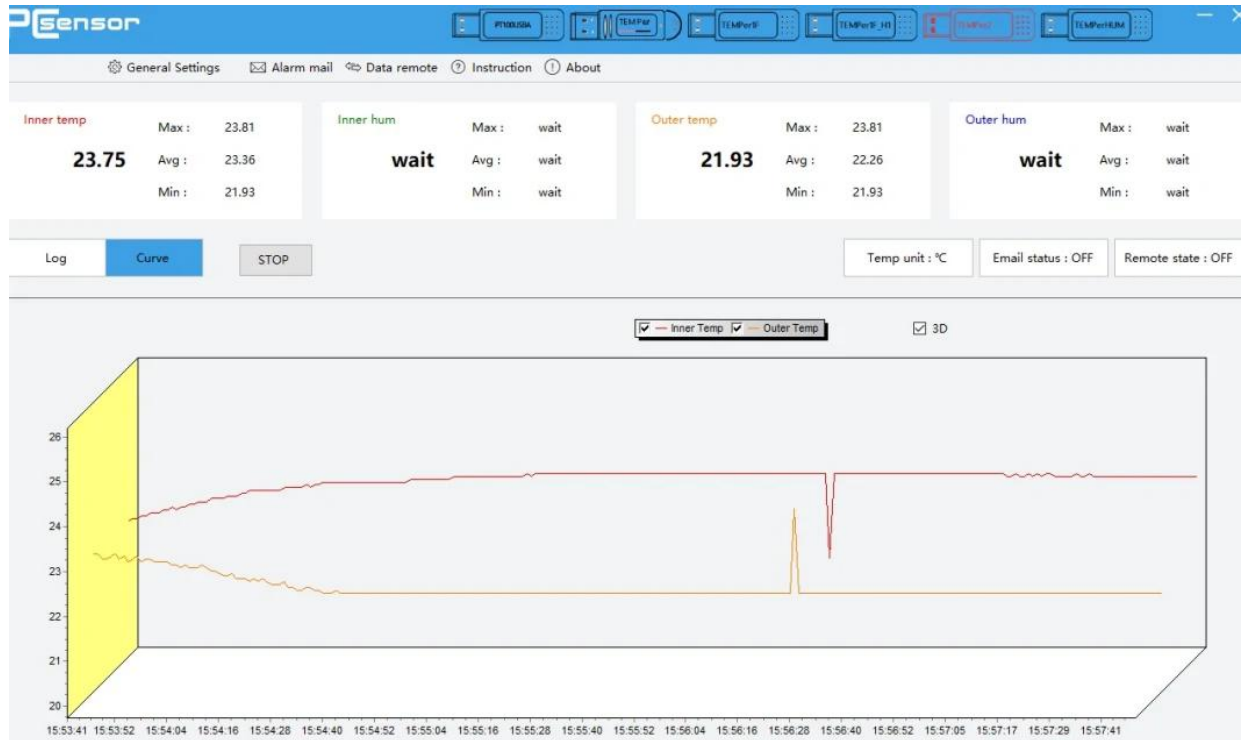 PCsensor
PT100USBA TEMPer TEMPer1F TEMPer1F_H1 TEMPer2 TEMPerHUM
General Settings Alarm mail Data remote Instruction About
Inner temp
23.75
Max : 23.81
Avg : 23.36
Min : 21.93
Inner hum
wait
Max : wait
Avg : wait
Min : wait
Outer temp
21.93
Max : 23.81
Avg : 22.26
Min : 21.93
Outer hum
wait
Max : wait
Avg : wait
Min : wait
Log Curve STOP Temp unit : ℃ Email status : OFF Remote state : OFF
Inner Temp Outer Temp 3D
26
25
24
23
22
21
20
15:53:41 15:53:52 15:54:04 15:54:16 15:54:28 15:54:40 15:54:52 15:55:04 15:55:16 15:55:28 15:55:40 15:55:52 15:56:04 15:56:16 15:56:28 15:56:40 15:56:52 15:57:05 15:57:17 15:57:29 15:57:41